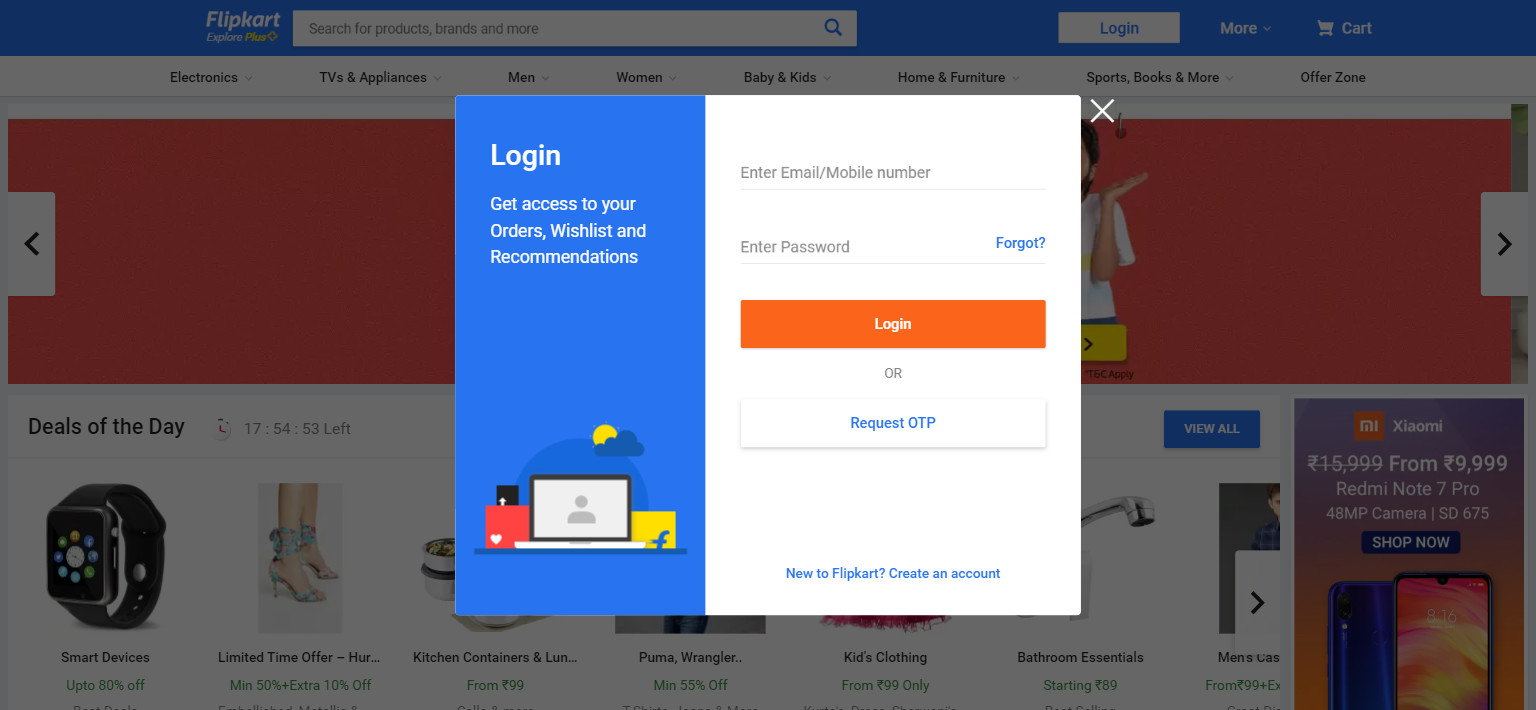 Flipkart
Explore Plus
Search for products, brands and more
Login
More
Cart
Electronics
TVs & Appliances
Men
Women
Baby & Kids
Home & Furniture
Sports, Books & More
Offer Zone
Login
Get access to your
Orders, Wishlist and
Recommendations
Enter Email/Mobile number
Enter Password
Forgot?
Login
OR
Request OTP
New to Flipkart? Create an account
*T&C Apply
Deals of the Day
17 : 54 : 53 Left
VIEW ALL
Smart Devices
Upto 80% off
Limited Time Offer – Hur...
Min 50%+Extra 10% Off
Kitchen Containers & Lun...
From ₹99
Puma, Wrangler..
Min 55% Off
Kid's Clothing
From ₹99 Only
Bathroom Essentials
Starting ₹89
Men's Cas
From₹99+Ex
mi Xiaomi
₹15,999 From ₹9,999
Redmi Note 7 Pro
48MP Camera | SD 675
SHOP NOW
8:16